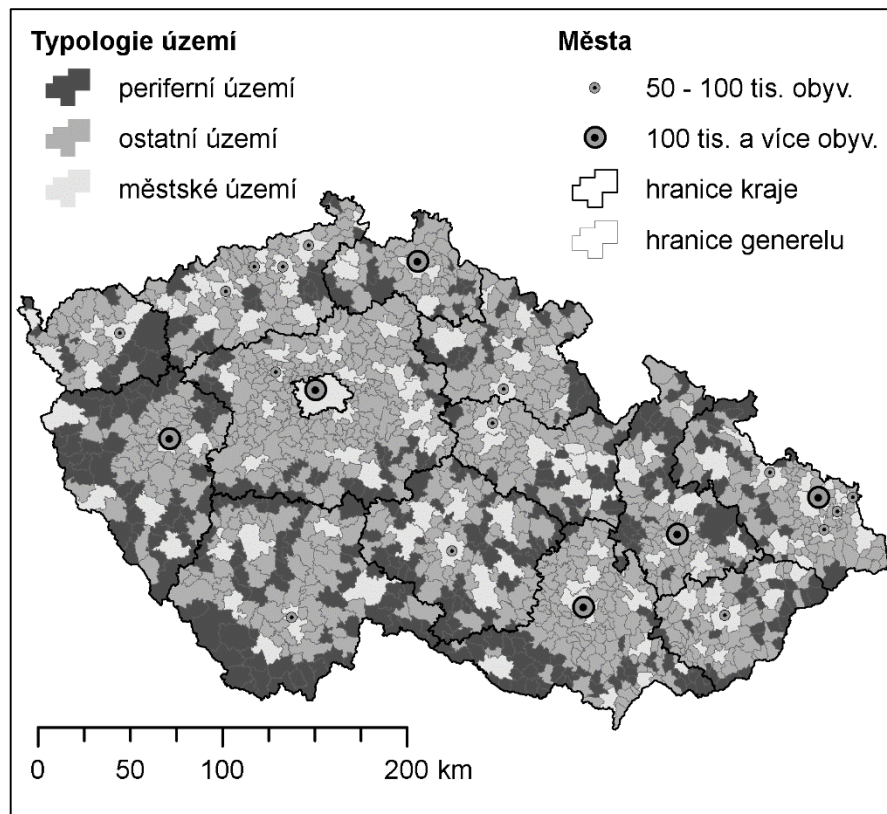 Typologie území
periferní území
ostatní území
městské území
Města
50 - 100 tis. obyv.
100 tis. a více obyv.
hranice kraje
hranice generelu
0 50 100 200 km